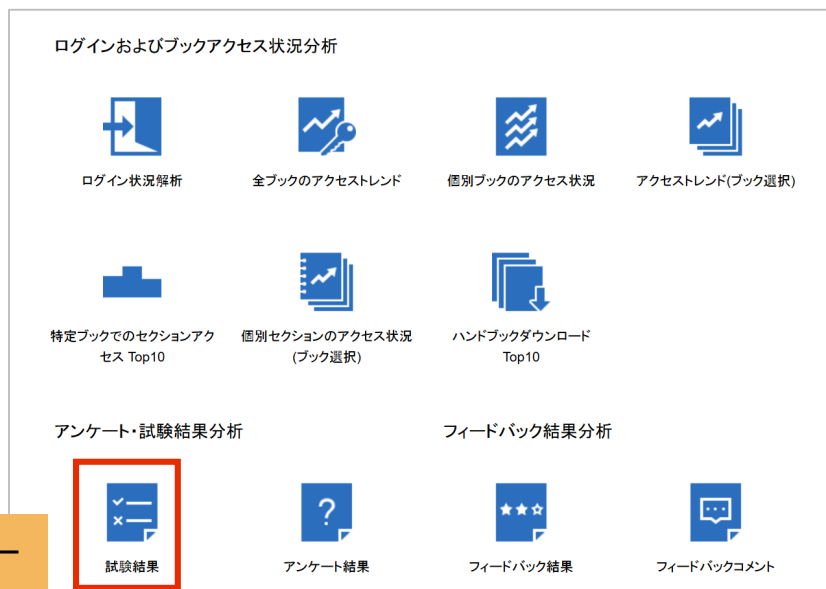 ログインおよびブックアクセス状況分析
ログイン状況解析
全ブックのアクセストレンド
個別ブックのアクセス状況
アクセストレンド(ブック選択)
特定ブックでのセクションアク
セス Top10
個別セクションのアクセス状況
(ブック選択)
ハンドブックダウンロード
Top10
アンケート・試験結果分析
フィードバック結果分析
試験結果
アンケート結果
フィードバック結果
フィードバックコメント